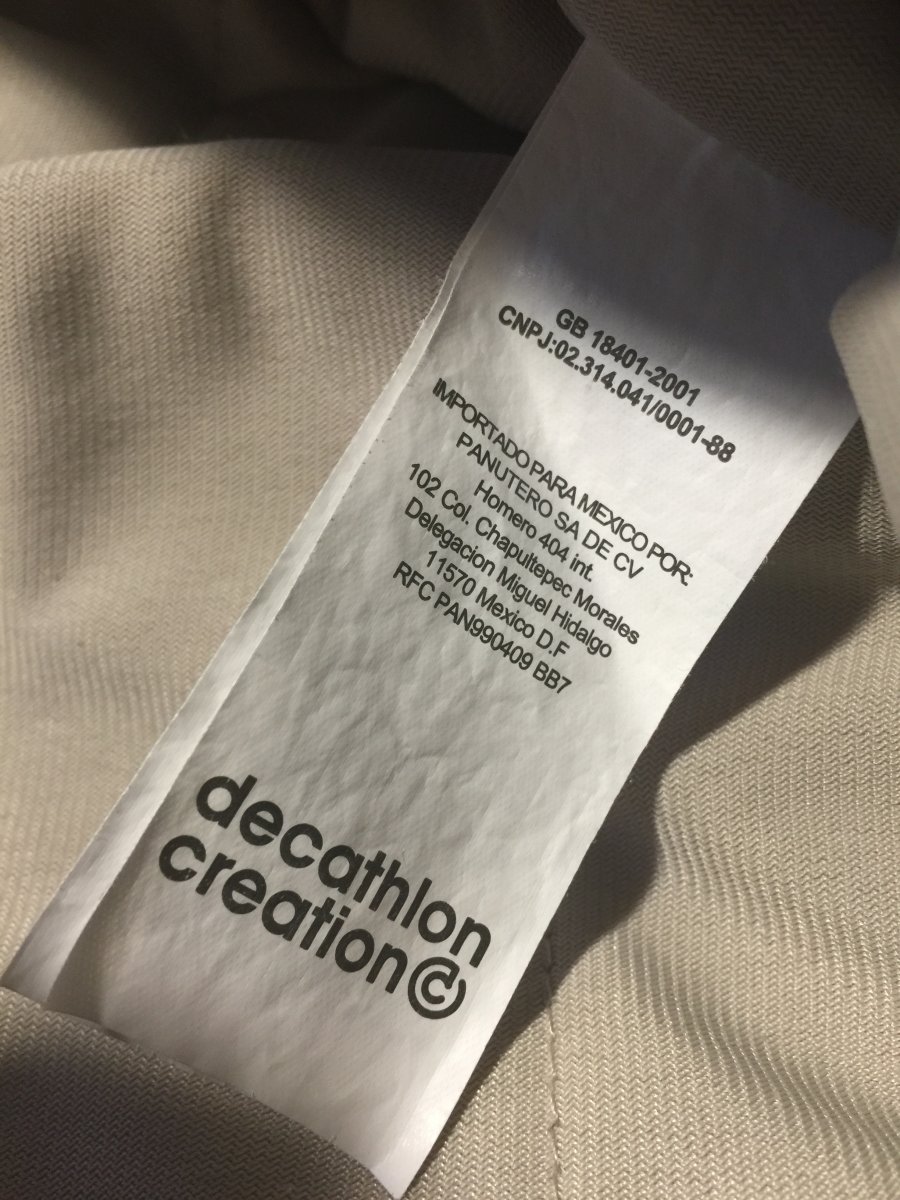 GB 18401-2001
CNPJ:02.314.041/0001-88
IMPORTADO PARA MEXICO POR:
PANUTERO SA DE CV
Homero 404 int.
102 Col. Chapultepec Morales
Delegacion Miguel Hidalgo
11570 Mexico D.F
RFC PAN990409 BB7
decathlon
creation©